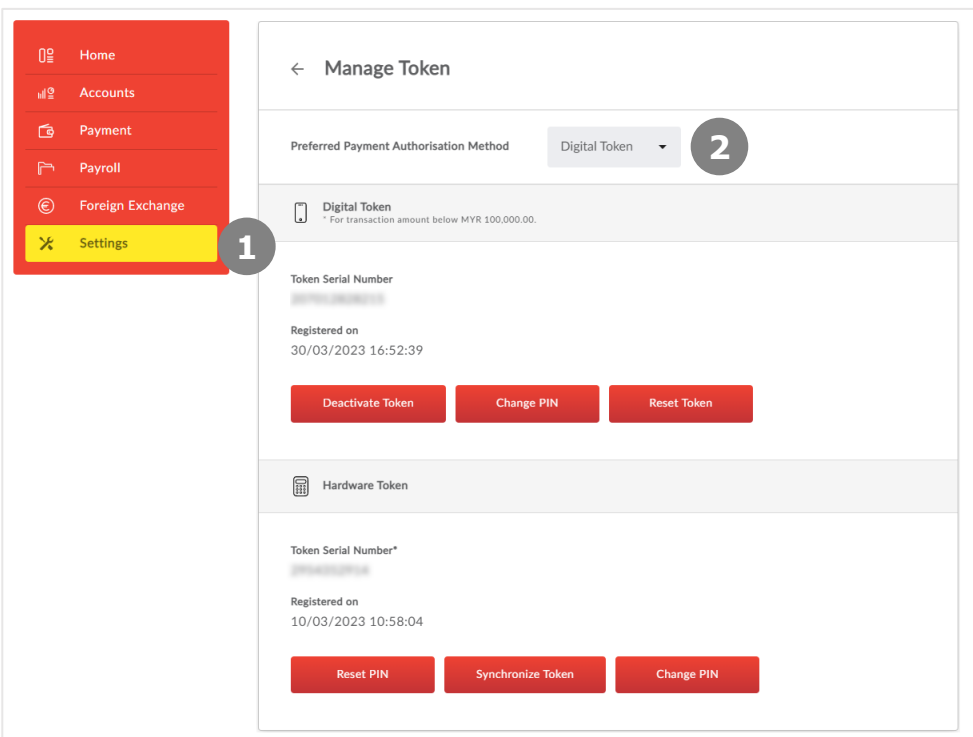 Home
Accounts
Payment
Payroll
Foreign Exchange
Settings
1
Manage Token
Preferred Payment Authorisation Method
Digital Token
2
Digital Token
* For transaction amount below MYR 100,000.00.
Token Serial Number
Registered on
30/03/2023 16:52:39
Deactivate Token
Change PIN
Reset Token
Hardware Token
Token Serial Number*
Registered on
10/03/2023 10:58:04
Reset PIN
Synchronize Token
Change PIN